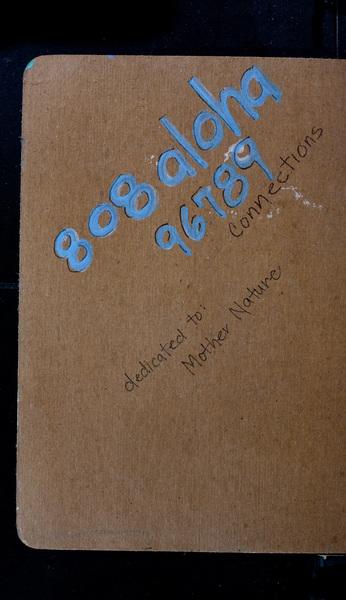 808 aloha
96789
connections
dedicated to:
Mother Nature